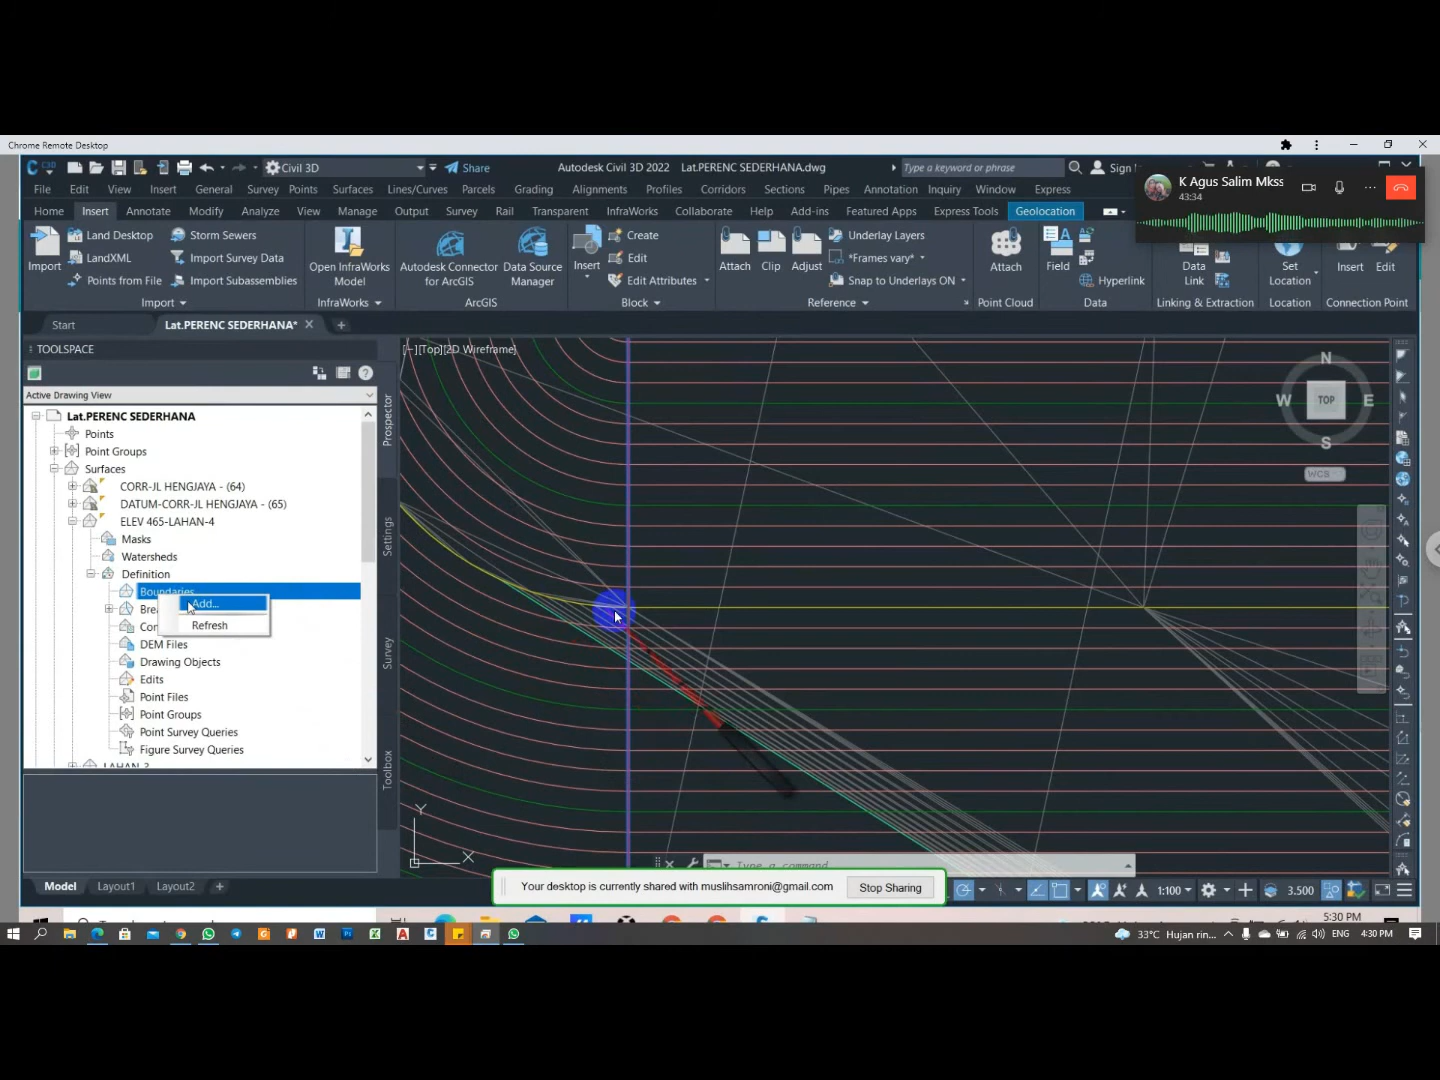 Chrome Remote Desktop
Civil 3D
Share
Autodesk Civil 3D 2022 Lat.PERENC SEDERHANA.dwg
Type a keyword or phrase
Sign
File Edit View Insert General Survey Points Surfaces Lines/Curves Parcels Grading Alignments Profiles Corridors Sections Pipes Annotation Inquiry Window Express
K Agus Salim Mkss
43:34
Home Insert Annotate Modify Analyze View Manage Output Survey Rail Transparent InfraWorks Collaborate Help Add-ins Featured Apps Express Tools Geolocation
Land Desktop Storm Sewers Create Underlay Layers
LandXML Import Survey Data Edit *Frames vary*
Import Open InfraWorks Model Autodesk Connector for ArcGIS Data Source Manager Insert Attach Clip Adjust Attach Field Data Link Set Location Insert Edit
Points from File Import Subassemblies Edit Attributes Snap to Underlays ON Hyperlink
Import InfraWorks ArcGIS Block Reference Point Cloud Data Linking & Extraction Location Connection Point
Start Lat.PERENC SEDERHANA*
TOOLSPACE
[−][Top][2D Wireframe]
Active Drawing View
N
W TOP E
S
WCS
Prospector
Settings
Survey
Toolbox
Lat.PERENC SEDERHANA
Points
Point Groups
Surfaces
CORR-JL HENGJAYA - (64)
DATUM-CORR-JL HENGJAYA - (65)
ELEV 465-LAHAN-4
Masks
Watersheds
Definition
Boundaries
Add...
Refresh
DEM Files
Drawing Objects
Edits
Point Files
Point Groups
Point Survey Queries
Figure Survey Queries
LAHAN-3
Y
X
Type a command
Model Layout1 Layout2
Your desktop is currently shared with muslihsamroni@gmail.com
Stop Sharing
1:100
3.500
5:30 PM
33°C Hujan rin...
ENG
4:30 PM